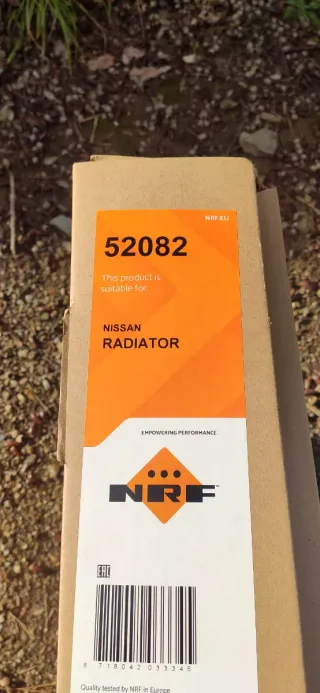 NRF.EU
52082
This product is
suitable for:
NISSAN
RADIATOR
EMPOWERING PERFORMANCE
NRF
EAC
8 718042 033346
Quality tested by NRF in Europe